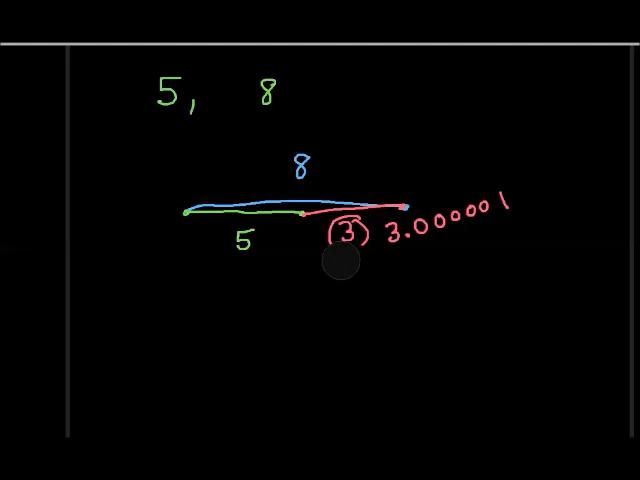 5, 8
8
5 (3) 3.000001